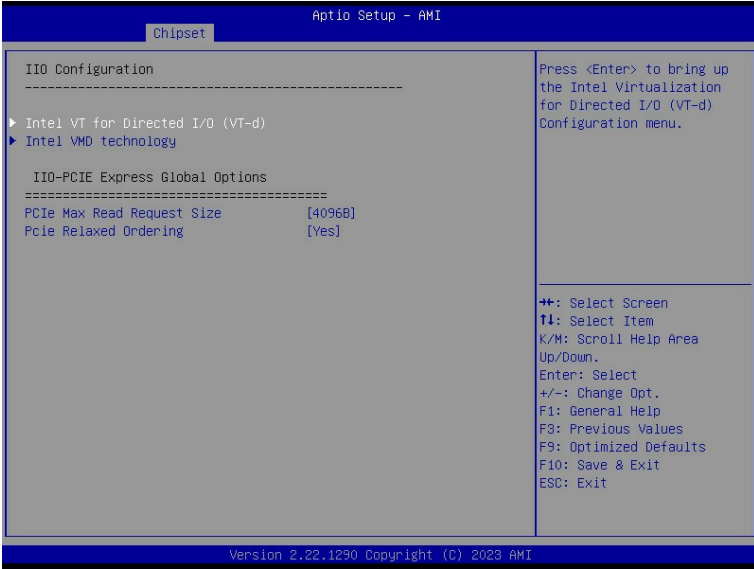 Aptio Setup – AMI
Chipset
IIO Configuration
--------------------------------------------------
Intel VT for Directed I/O (VT-d)
Intel VMD technology
IIO-PCIE Express Global Options
========================================
PCIe Max Read Request Size [4096B]
Pcie Relaxed Ordering [Yes]
Press <Enter> to bring up
the Intel Virtualization
for Directed I/O (VT-d)
Configuration menu.
→←: Select Screen
↑↓: Select Item
K/M: Scroll Help Area
Up/Down.
Enter: Select
+/-: Change Opt.
F1: General Help
F3: Previous Values
F9: Optimized Defaults
F10: Save & Exit
ESC: Exit
Version 2.22.1290 Copyright (C) 2023 AMI